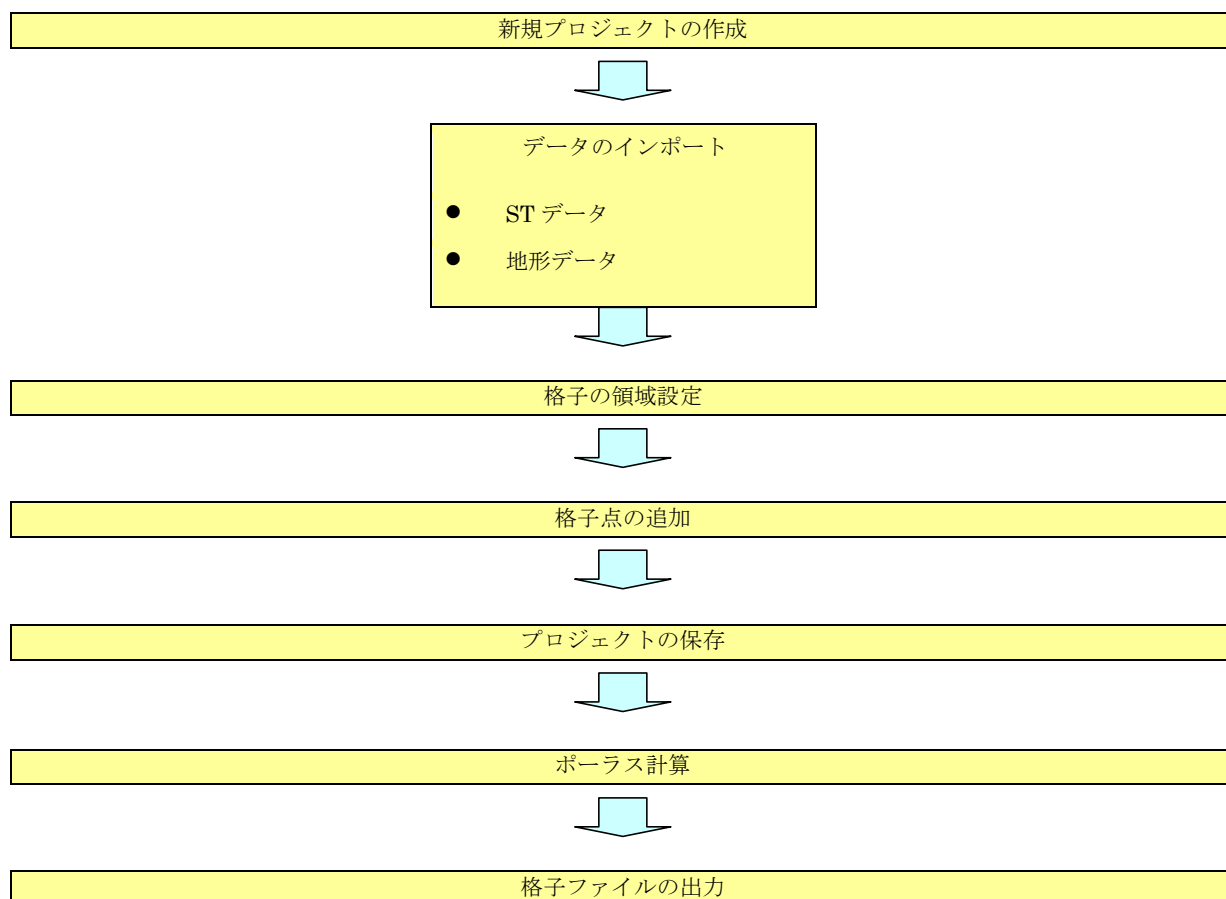 新規プロジェクトの作成
データのインポート
● ST データ
● 地形データ
格子の領域設定
格子点の追加
プロジェクトの保存
ポーラス計算
格子ファイルの出力